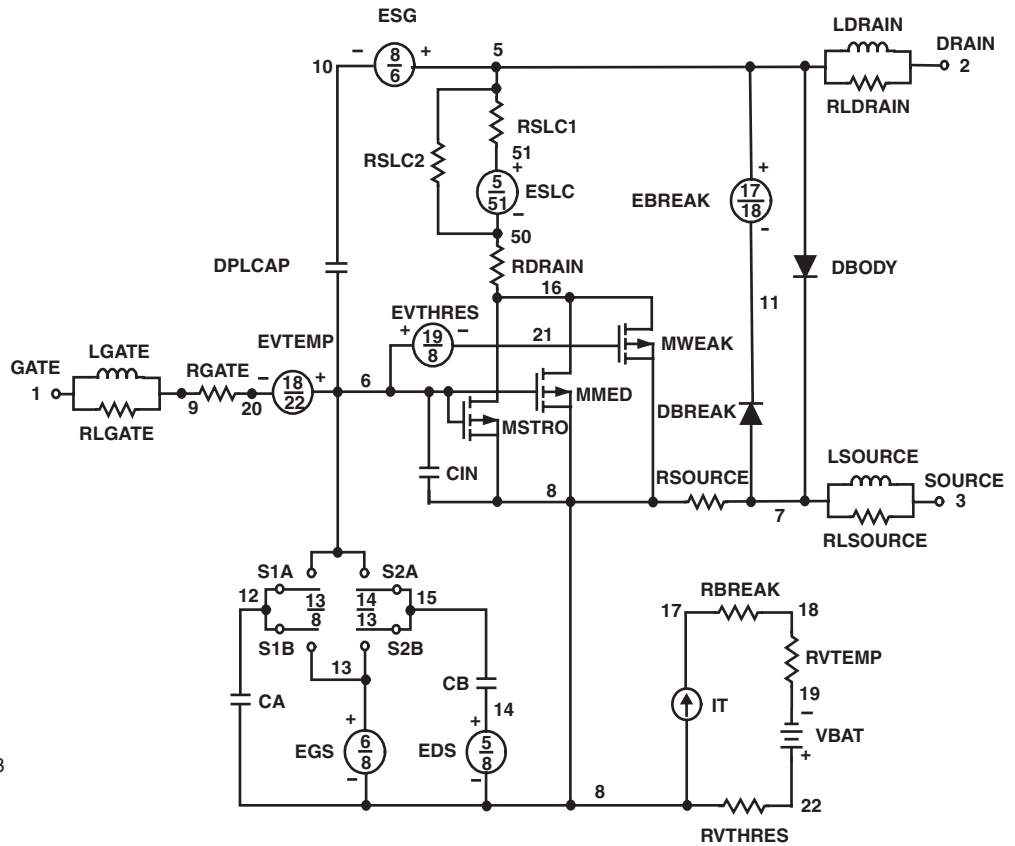 ESG
LDRAIN
DRAIN
2
RLDRAIN
10
-
8
6
+
5
RSLC1
51
RSLC2
+
5
51
-
ESLC
50
RDRAIN
16
EBREAK
+
17
18
-
DBODY
11
DPLCAP
EVTHRES
+
19
8
-
21
MWEAK
EVTEMP
GATE
1
LGATE
RLGATE
9
RGATE
20
-
18
22
+
6
MMED
MSTRO
DBREAK
CIN
8
RSOURCE
7
LSOURCE
SOURCE
3
RLSOURCE
S1A
S2A
12
13
8
14
13
15
S1B
S2B
13
CA
CB
14
EGS
+
6
8
-
EDS
+
5
8
-
8
17
RBREAK
18
RVTEMP
19
-
VBAT
+
IT
22
RVTHRES
3